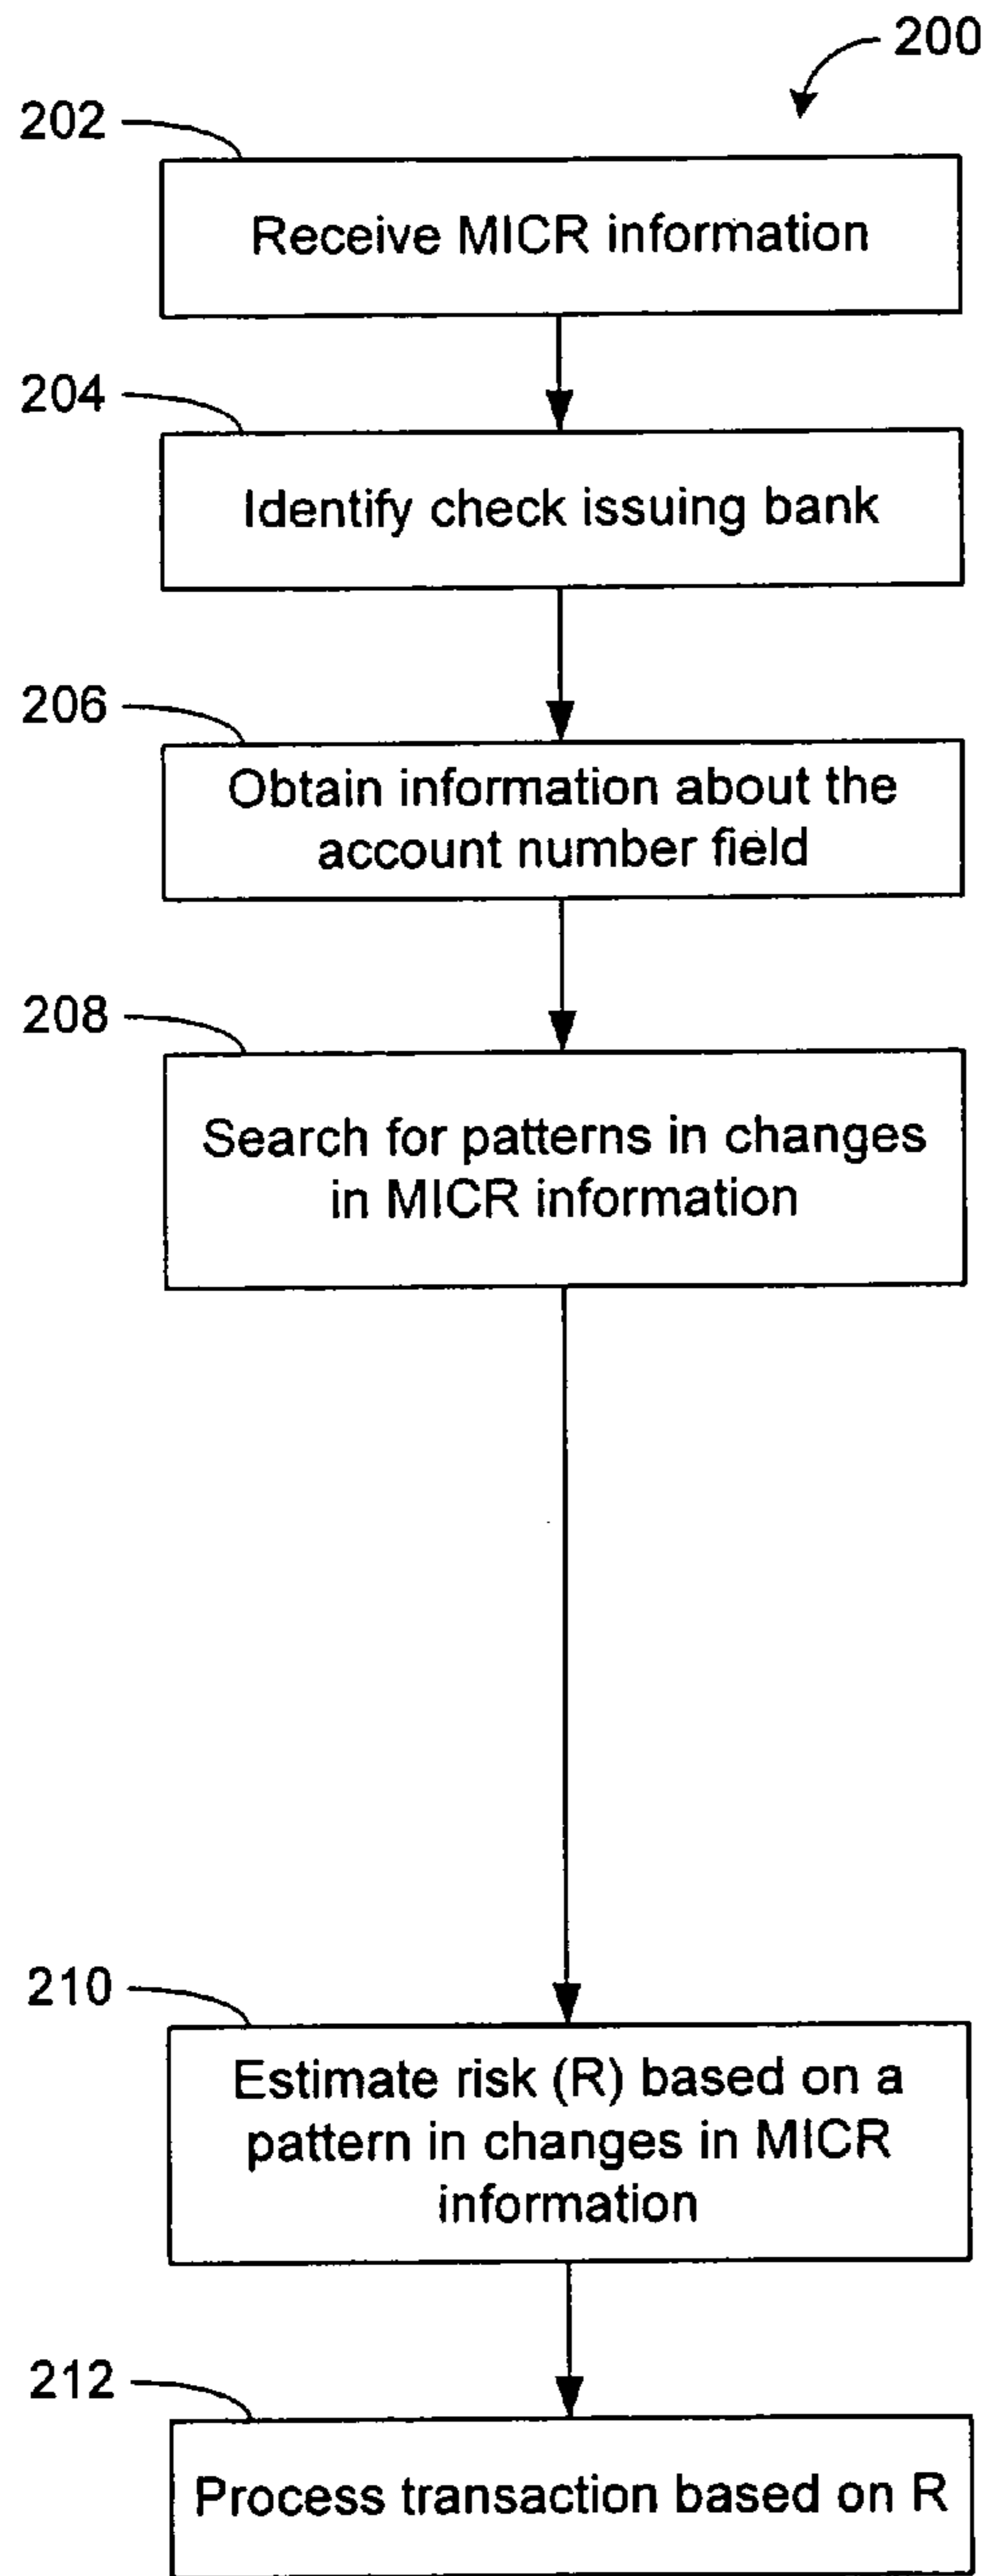 200
202
Receive MICR information
204
Identify check issuing bank
206
Obtain information about the
account number field
208
Search for patterns in changes
in MICR information
210
Estimate risk (R) based on a
pattern in changes in MICR
information
212
Process transaction based on R